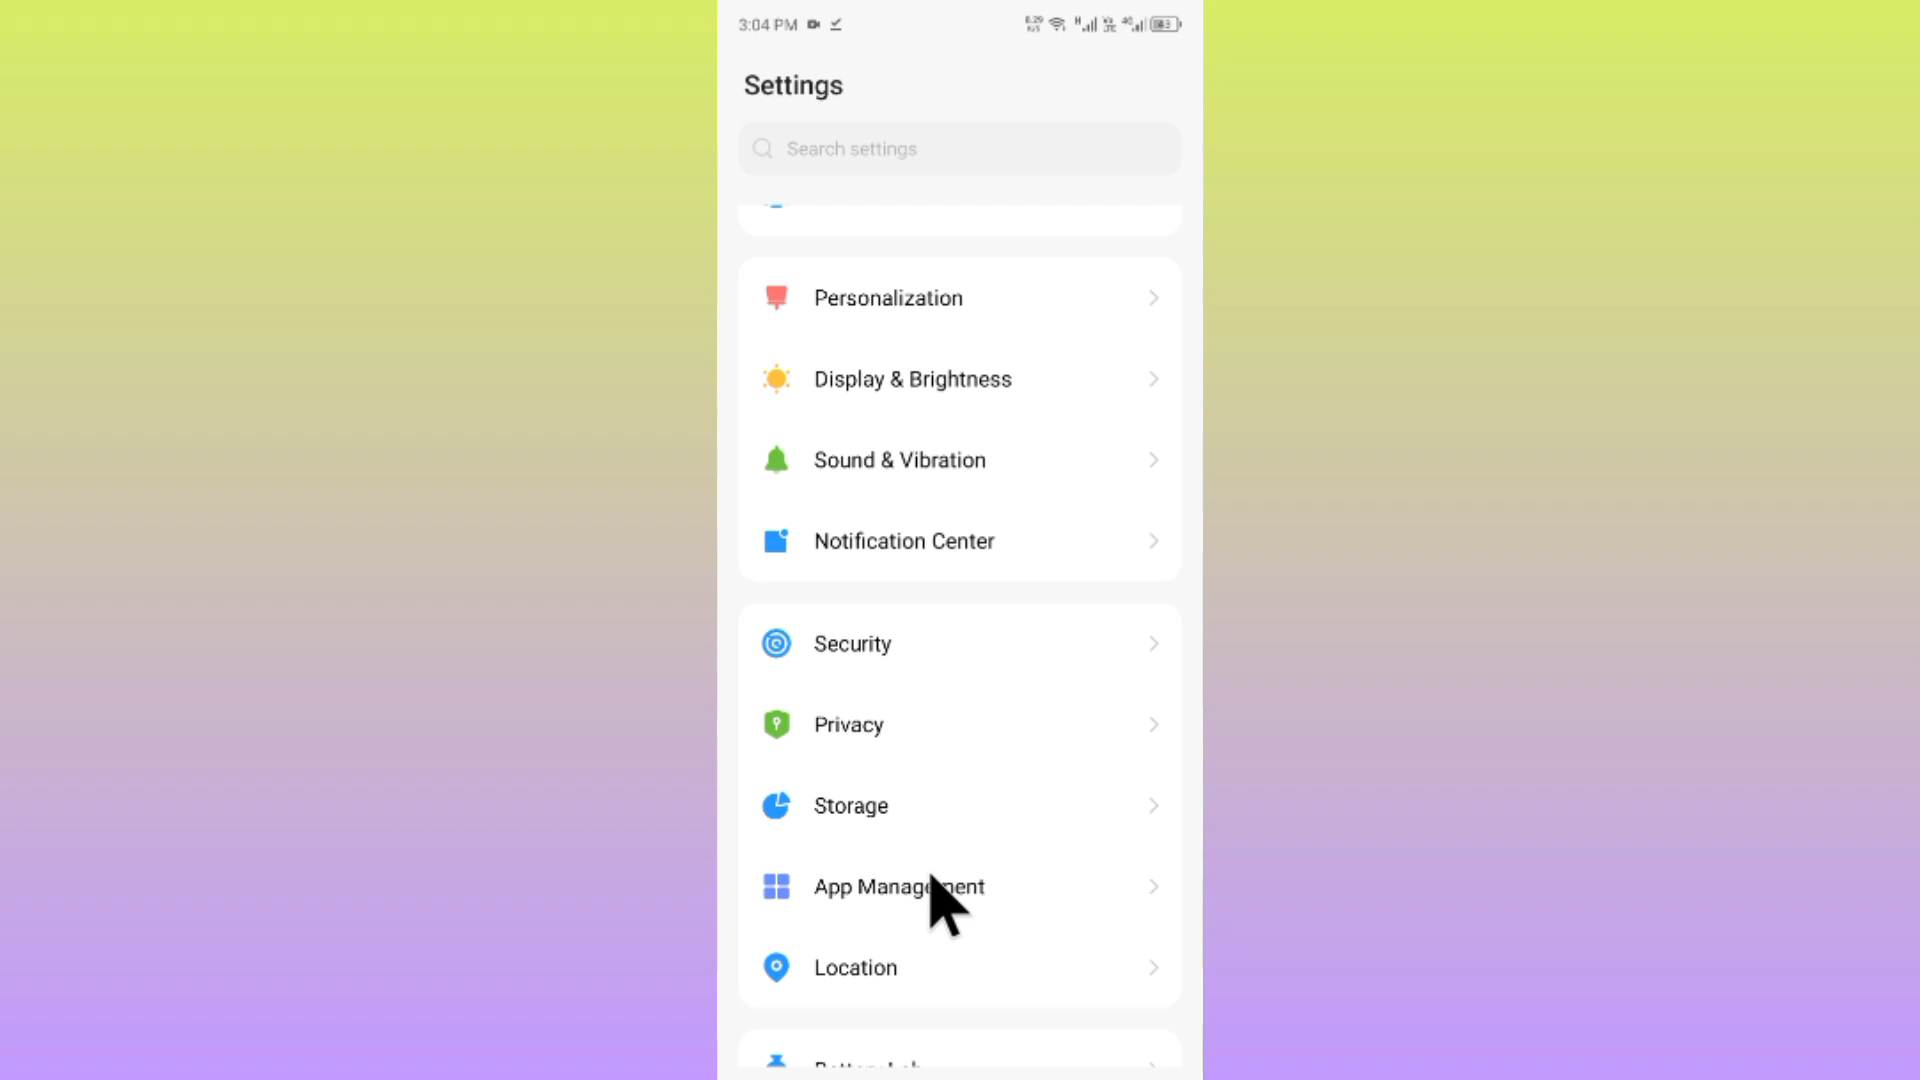 3:04 PM
Settings
Search settings
Personalization
Display & Brightness
Sound & Vibration
Notification Center
Security
Privacy
Storage
App Management
Location